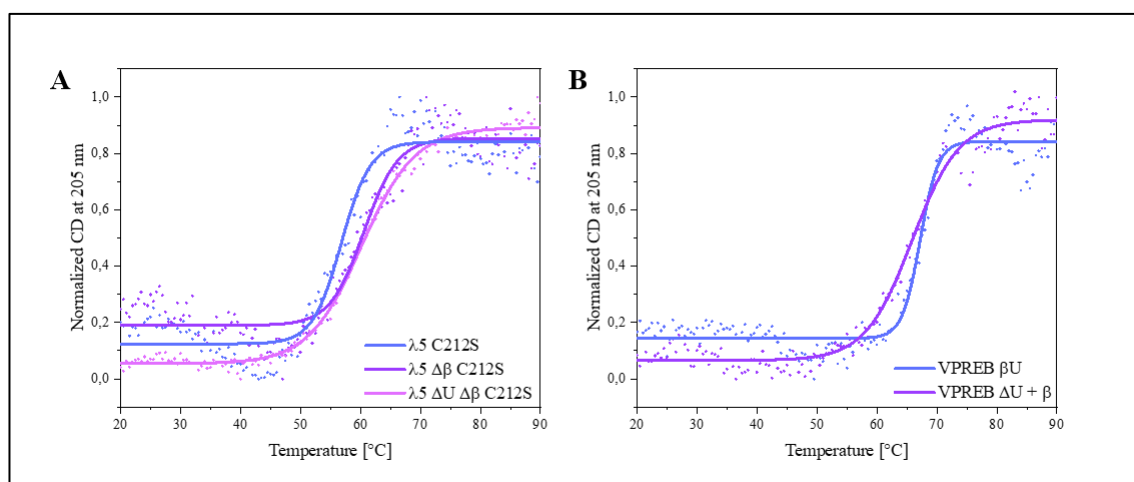 A
Normalized CD at 205 nm
1,0
0,8
0,6
0,4
0,2
0,0
λ5 C212S
λ5 Δβ C212S
λ5 ΔU Δβ C212S
20 30 40 50 60 70 80 90
Temperature [°C]
B
Normalized CD at 205 nm
1,0
0,8
0,6
0,4
0,2
0,0
VPREB βU
VPREB ΔU + β
20 30 40 50 60 70 80 90
Temperature [°C]